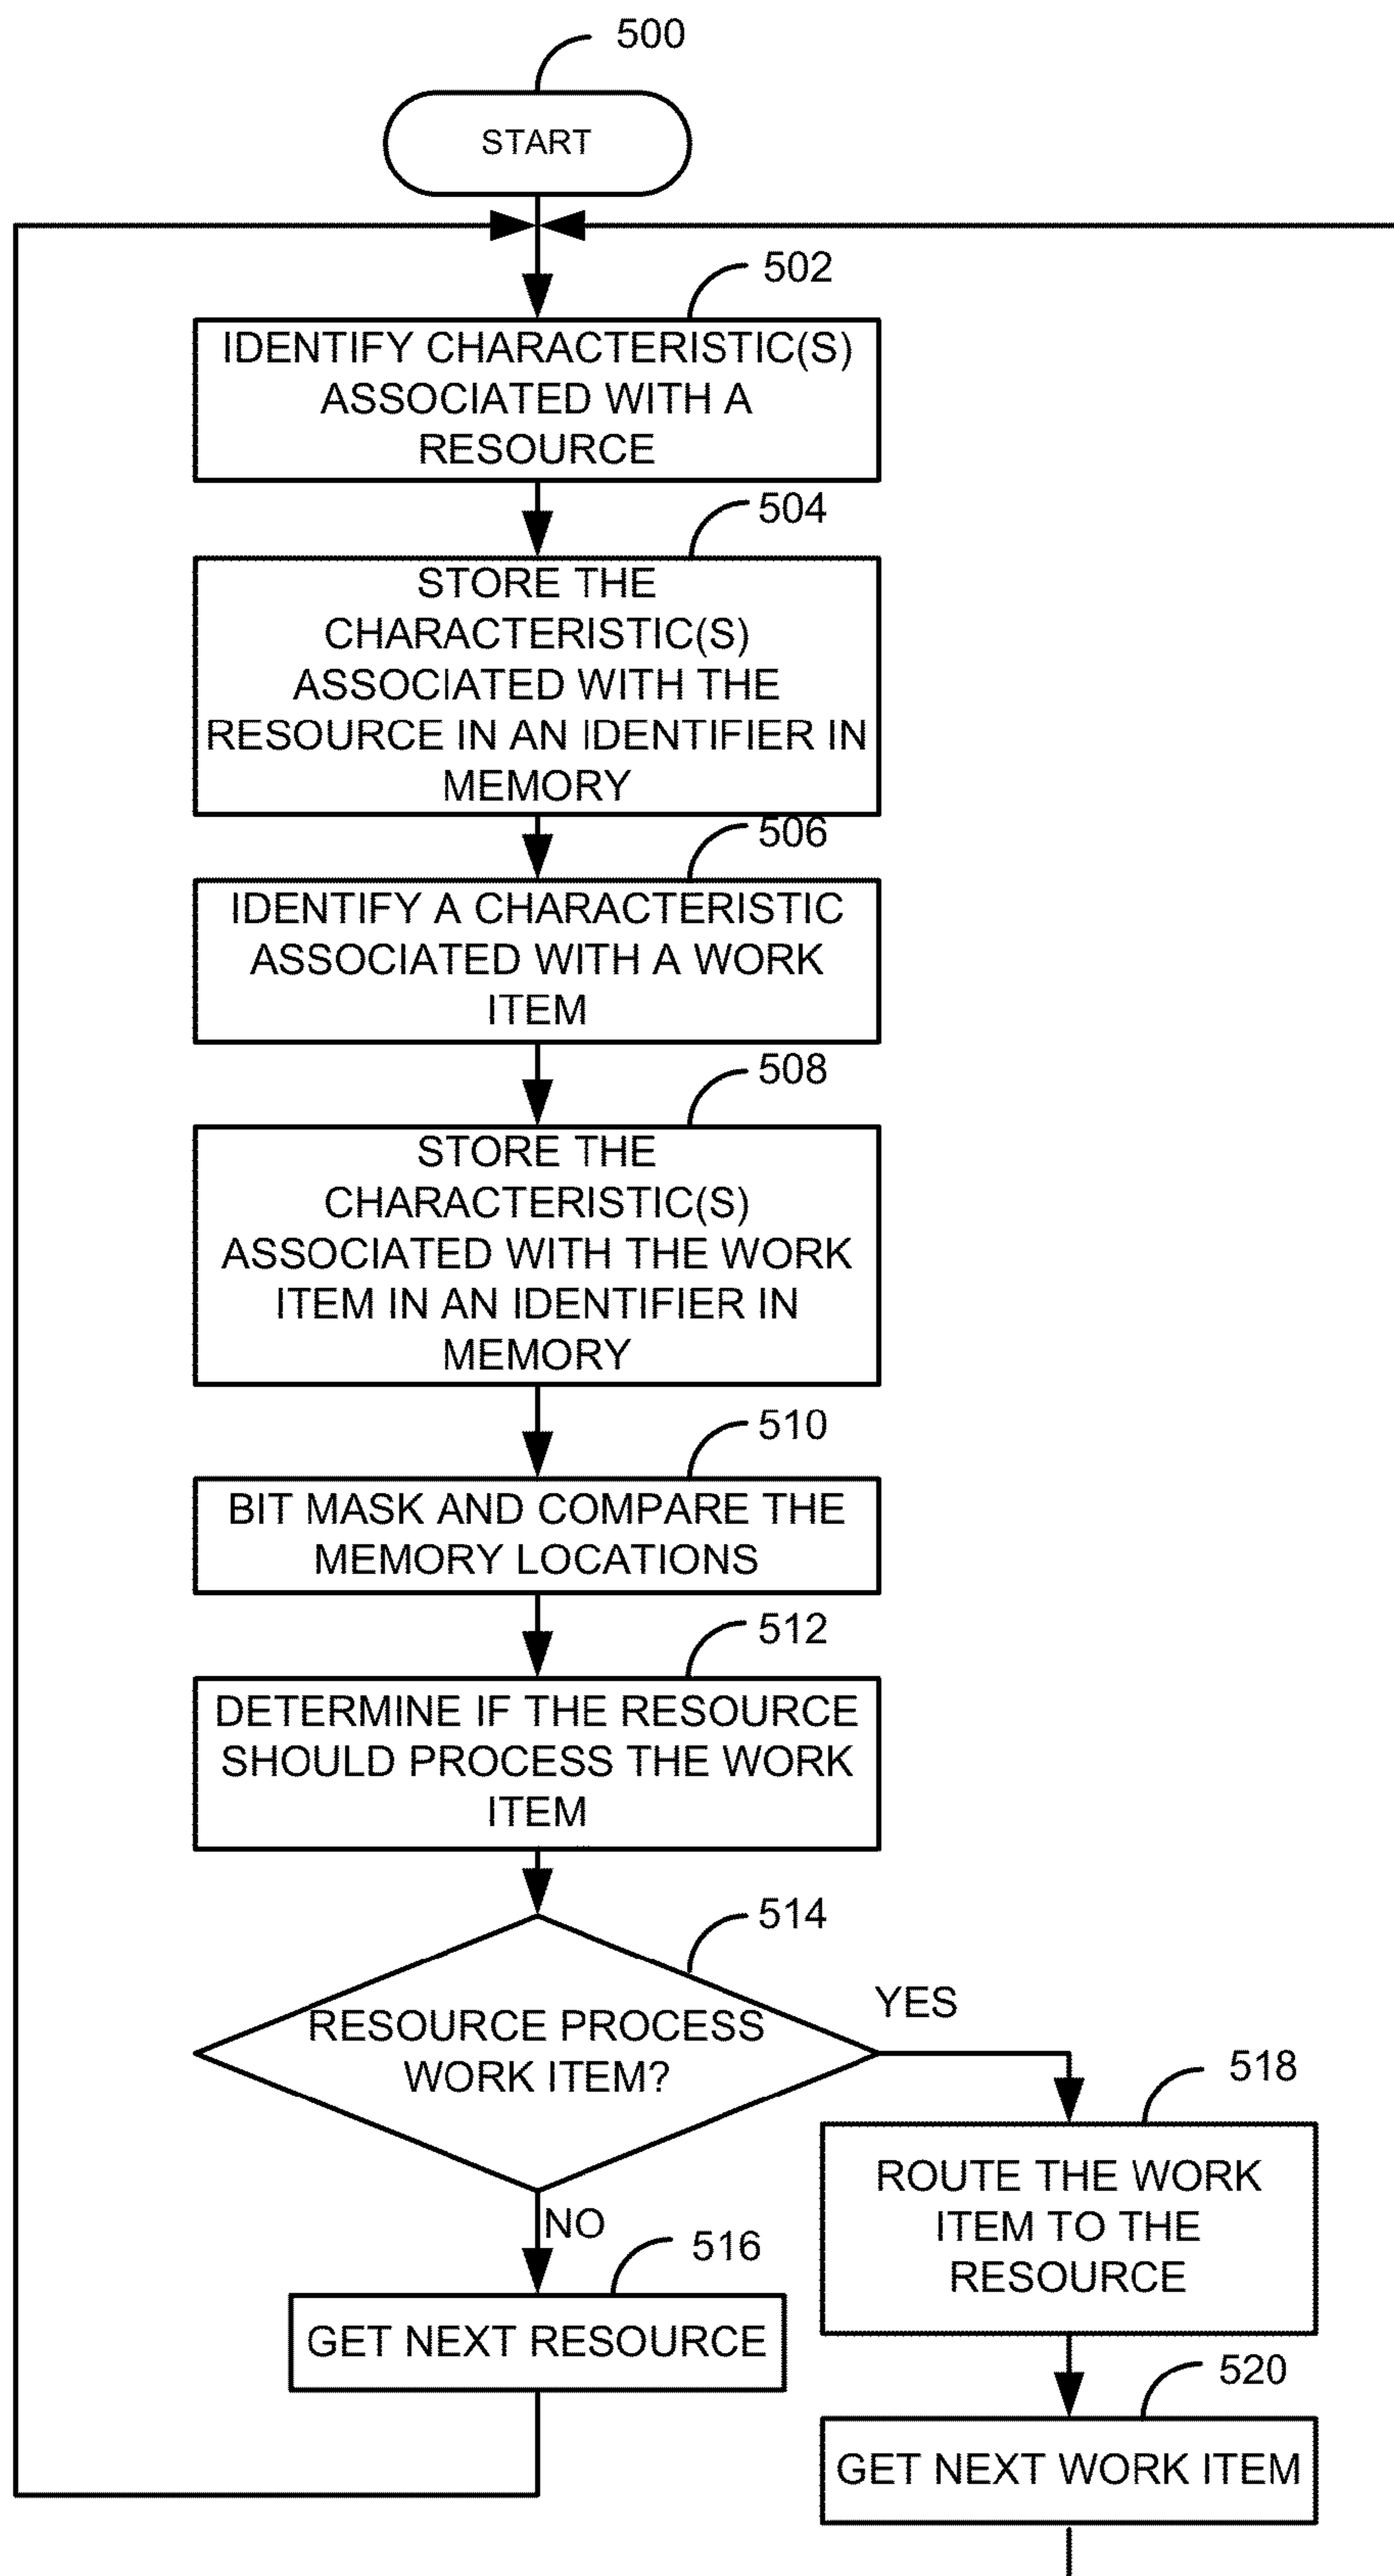 500
START
502
IDENTIFY CHARACTERISTIC(S)
ASSOCIATED WITH A
RESOURCE
504
STORE THE
CHARACTERISTIC(S)
ASSOCIATED WITH THE
RESOURCE IN AN IDENTIFIER IN
MEMORY
506
IDENTIFY A CHARACTERISTIC
ASSOCIATED WITH A WORK
ITEM
508
STORE THE
CHARACTERISTIC(S)
ASSOCIATED WITH THE WORK
ITEM IN AN IDENTIFIER IN
MEMORY
510
BIT MASK AND COMPARE THE
MEMORY LOCATIONS
512
DETERMINE IF THE RESOURCE
SHOULD PROCESS THE WORK
ITEM
514
RESOURCE PROCESS
WORK ITEM?
YES
518
ROUTE THE WORK
ITEM TO THE
RESOURCE
NO
516
GET NEXT RESOURCE
520
GET NEXT WORK ITEM